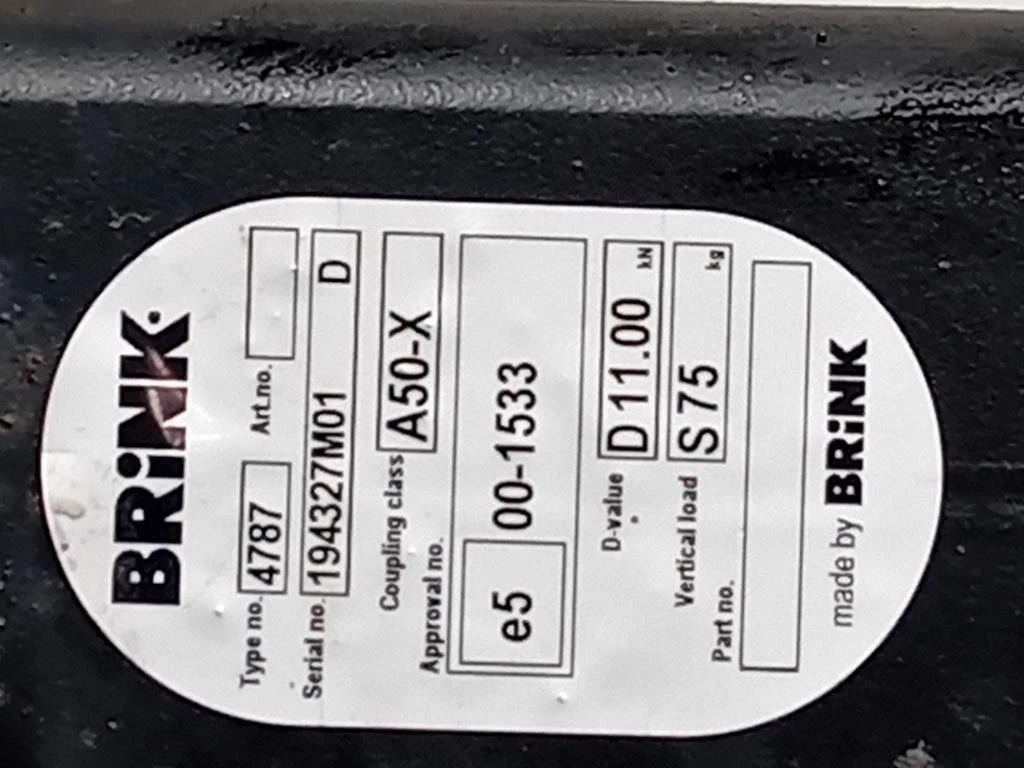 BRiNK.
Type no. 4787 Art.no.
Serial no. 194327M01 D
Coupling class A50-X
Approval no.
e5 00-1533
D-value D 11.00 kN
Vertical load S 75 kg
Part no.
made by BRiNK